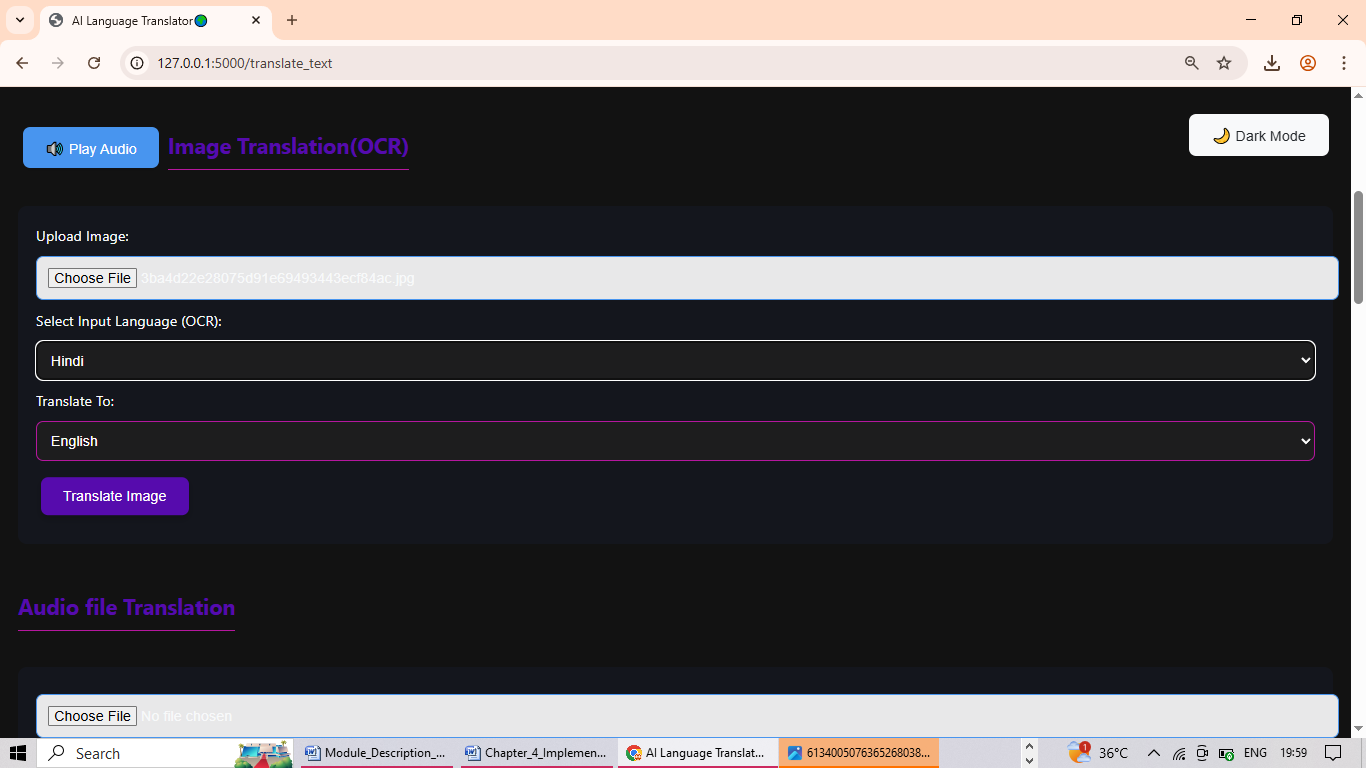 AI Language Translator
127.0.0.1:5000/translate_text
Play Audio
Image Translation(OCR)
Dark Mode
Upload Image:
Choose File 3ba4d22e28075d91e69493443ecf84ac.jpg
Select Input Language (OCR):
Hindi
Translate To:
English
Translate Image
Audio file Translation
Choose File No file chosen
Search
Module_Description_...
Chapter_4_Implemen...
AI Language Translat...
6134005076365268038...
1
36°C
ENG
19:59